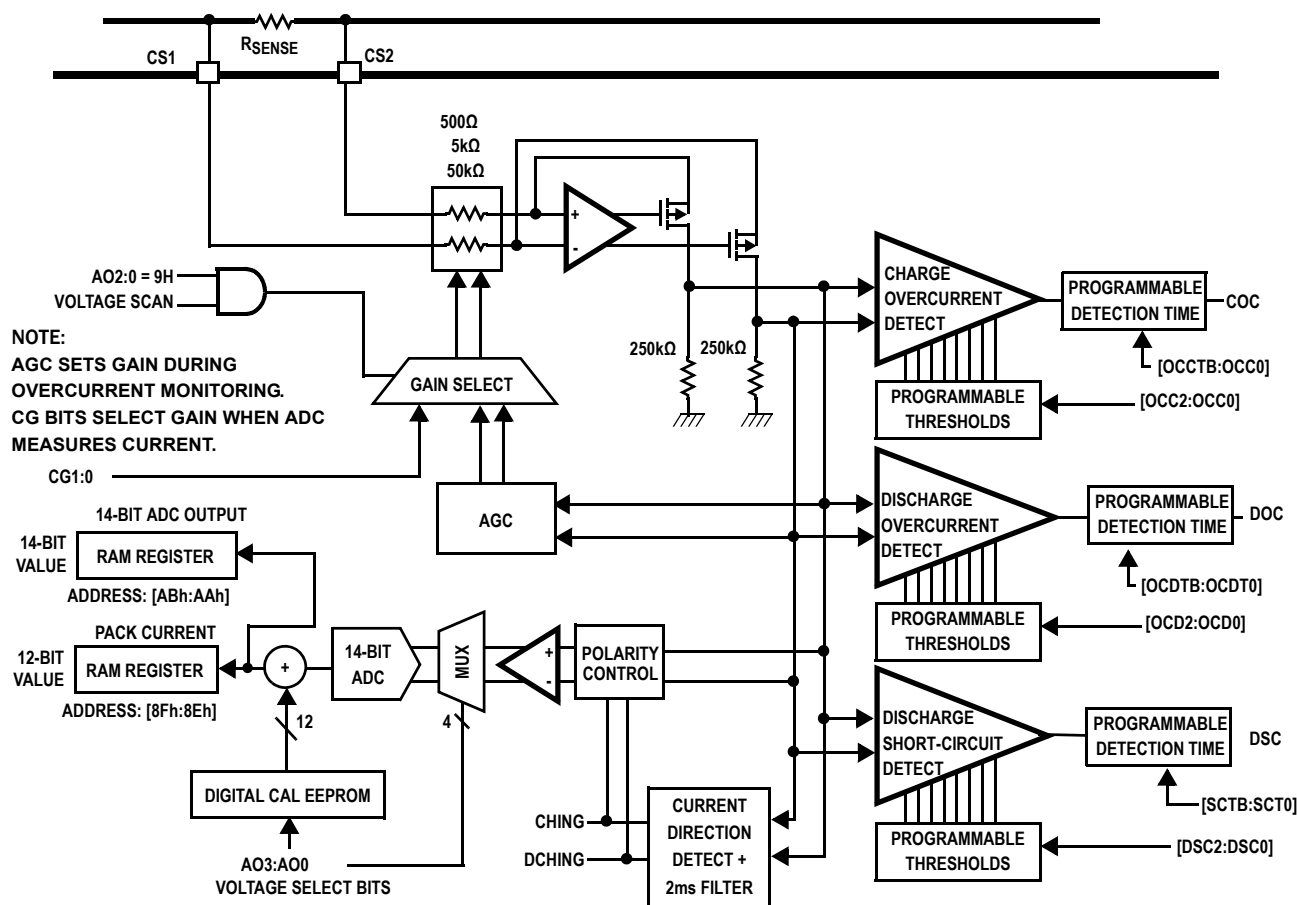 RSENSE
CS1
CS2
500Ω
5kΩ
50kΩ
+
-
AO2:0 = 9H
VOLTAGE SCAN
NOTE:
AGC SETS GAIN DURING
OVERCURRENT MONITORING.
CG BITS SELECT GAIN WHEN ADC
MEASURES CURRENT.
GAIN SELECT
250kΩ
250kΩ
CG1:0
AGC
CHARGE
OVERCURRENT
DETECT
PROGRAMMABLE
DETECTION TIME
COC
[OCCTB:OCC0]
PROGRAMMABLE
THRESHOLDS
[OCC2:OCC0]
DISCHARGE
OVERCURRENT
DETECT
PROGRAMMABLE
DETECTION TIME
DOC
[OCDTB:OCDT0]
PROGRAMMABLE
THRESHOLDS
[OCD2:OCD0]
14-BIT ADC OUTPUT
14-BIT
VALUE
RAM REGISTER
ADDRESS: [ABh:AAh]
PACK CURRENT
12-BIT
VALUE
RAM REGISTER
ADDRESS: [8Fh:8Eh]
+
12
14-BIT
ADC
MUX
4
+
-
POLARITY
CONTROL
DIGITAL CAL EEPROM
AO3:AO0
VOLTAGE SELECT BITS
CHING
DCHING
CURRENT
DIRECTION
DETECT +
2ms FILTER
DISCHARGE
SHORT-CIRCUIT
DETECT
PROGRAMMABLE
DETECTION TIME
DSC
[SCTB:SCT0]
PROGRAMMABLE
THRESHOLDS
[DSC2:DSC0]